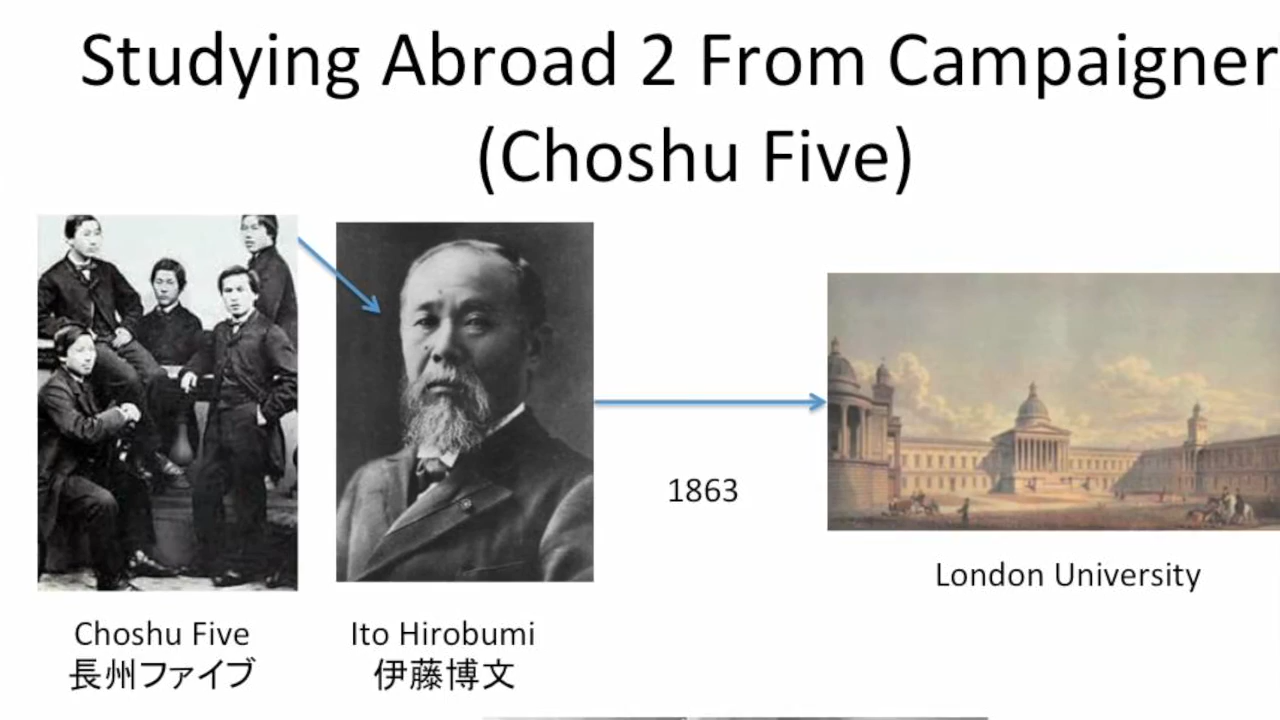 Studying Abroad 2 From Campaigner
(Choshu Five)
1863
London University
Choshu Five
長州ファイブ
Ito Hirobumi
伊藤博文